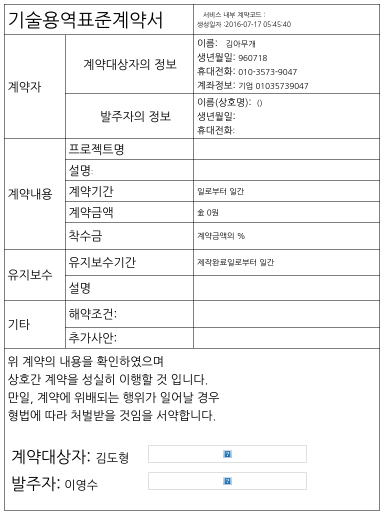 기술용역표준계약서
서비스 내부 계약코드 :
생성일자 :2016-07-17 05:45:40
계약자
계약대상자의 정보
이름: 김아무개
생년월일: 960718
휴대전화: 010-3573-9047
계좌정보: 기업 01035739047
발주자의 정보
이름(상호명): ()
생년월일:
휴대전화:
계약내용
프로젝트명
설명:
계약기간
일로부터 일간
계약금액
金 0원
착수금
계약금액의 %
유지보수
유지보수기간
제작완료일로부터 일간
설명
기타
해약조건:
추가사안:
위 계약의 내용을 확인하였으며
상호간 계약을 성실히 이행할 것 입니다.
만일, 계약에 위배되는 행위가 일어날 경우
형법에 따라 처벌받을 것임을 서약합니다.
계약대상자: 김도형
발주자: 이영수